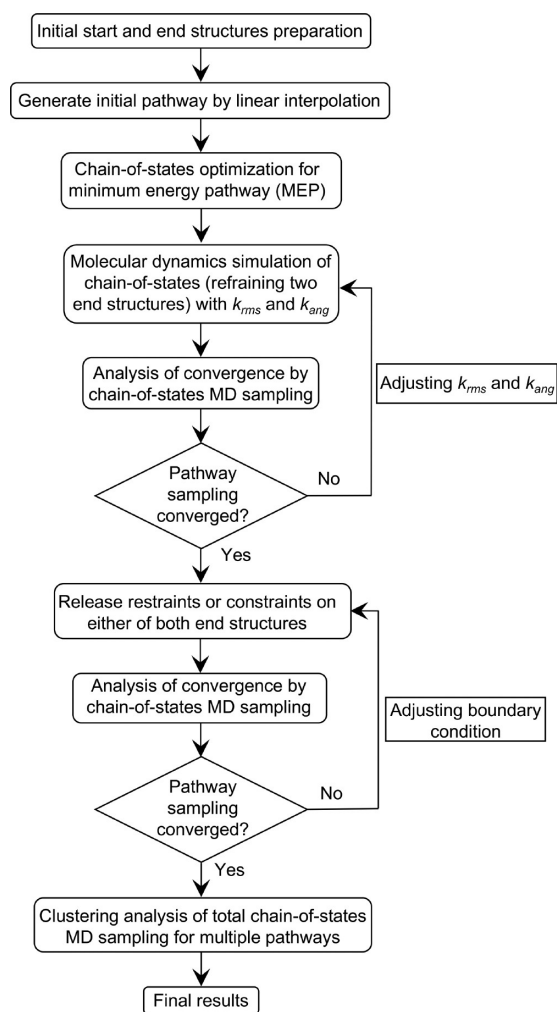 Initial start and end structures preparation
Generate initial pathway by linear interpolation
Chain-of-states optimization for
minimum energy pathway (MEP)
Molecular dynamics simulation of
chain-of-states (refraining two
end structures) with k_rms and k_ang
Analysis of convergence by
chain-of-states MD sampling
Adjusting k_rms and k_ang
Pathway
sampling
converged?
No
Yes
Release restraints or constraints on
either of both end structures
Analysis of convergence by
chain-of-states MD sampling
Adjusting boundary
condition
Pathway
sampling
converged?
No
Yes
Clustering analysis of total chain-of-states
MD sampling for multiple pathways
Final results